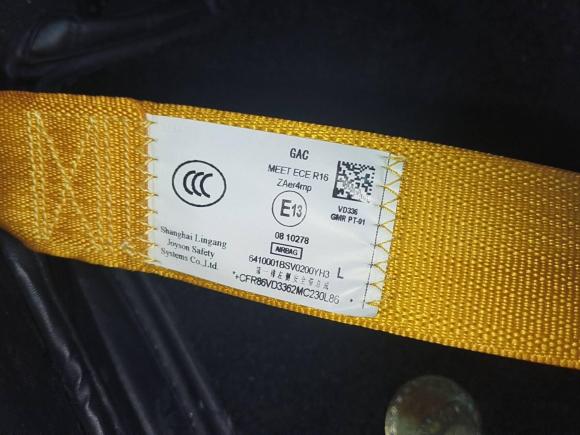 GAC
MEET ECE R16
ZAer4mp
CCC
E13
VD336
GMR PT-01
08 10278
AIRBAG
Shanghai Lingang
Joyson Safety
Systems Co.,Ltd.
6410001BSV0200YH3 L
*+CFR86VD3362MC230L86 *